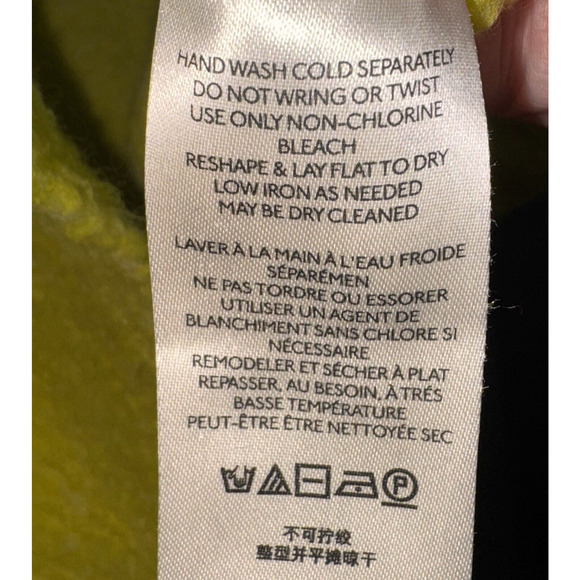 HAND WASH COLD SEPARATELY
DO NOT WRING OR TWIST
USE ONLY NON-CHLORINE
BLEACH
RESHAPE & LAY FLAT TO DRY
LOW IRON AS NEEDED
MAY BE DRY CLEANED
LAVER À LA MAIN À L'EAU FROIDE
SÉPARÉMEN
NE PAS TORDRE OU ESSORER
UTILISER UN AGENT DE
BLANCHIMENT SANS CHLORE SI
NÉCESSAIRE
REMODELER ET SÉCHER À PLAT
REPASSER, AU BESOIN, À TRÉS
BASSE TEMPÉRATURE
PEUT-ÊTRE ÊTRE NETTOYÉE SEC
P
不可拧绞
整型并平摊晾干